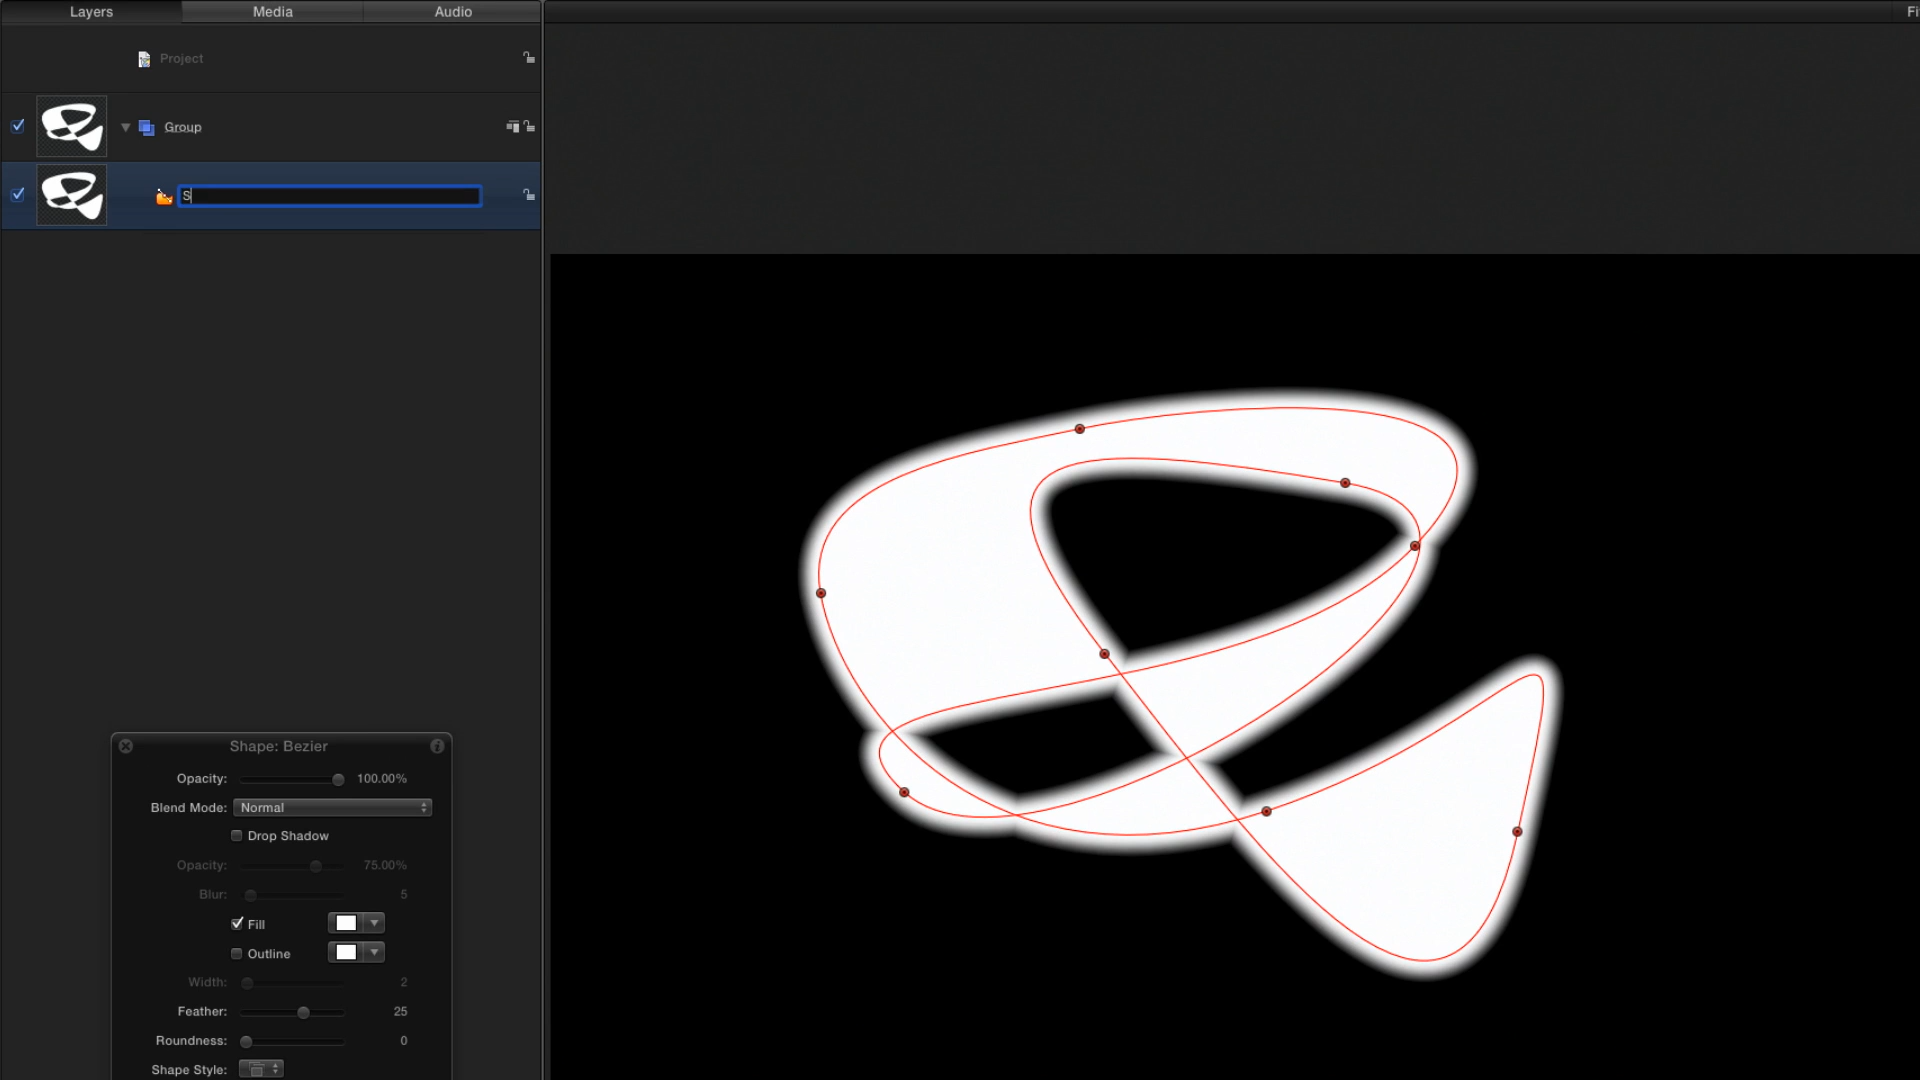 Layers Media Audio Fi
Project
Group
S
Shape: Bezier
Opacity: 100.00%
Blend Mode: Normal
Drop Shadow
Opacity: 75.00%
Blur: 5
Fill
Outline
Width: 2
Feather: 25
Roundness: 0
Shape Style: